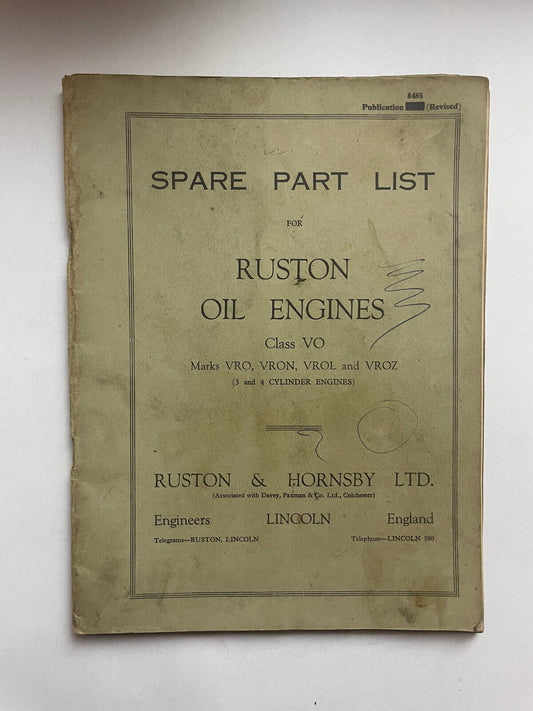 8485
Publication (Revised)
SPARE PART LIST
FOR
RUSTON
OIL ENGINES
Class VO
Marks VRO, VRON, VROL and VROZ
(3 and 4 CYLINDER ENGINES)
RUSTON & HORNSBY LTD.
(Associated with Davey, Paxman & Co. Ltd., Colchester)
Engineers LINCOLN England
Telegrams—RUSTON, LINCOLN Telephone—LINCOLN 580